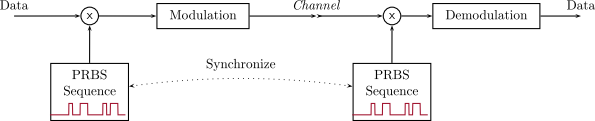 Data
x
Modulation
Channel
x
Demodulation
Data
Synchronize
PRBS
Sequence
PRBS
Sequence